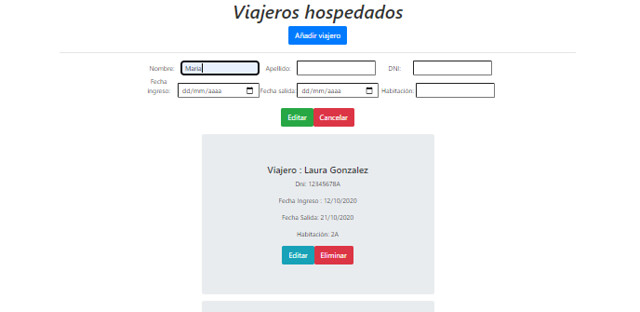 Viajeros hospedados
Añadir viajero
Nombre: Maria Apellido: DNI:
Fecha ingreso: dd/mm/aaaa Fecha salida: dd/mm/aaaa Habitación:
Editar Cancelar
Viajero : Laura Gonzalez
Dni: 12345678A
Fecha Ingreso : 12/10/2020
Fecha Salida: 21/10/2020
Habitación: 2A
Editar Eliminar